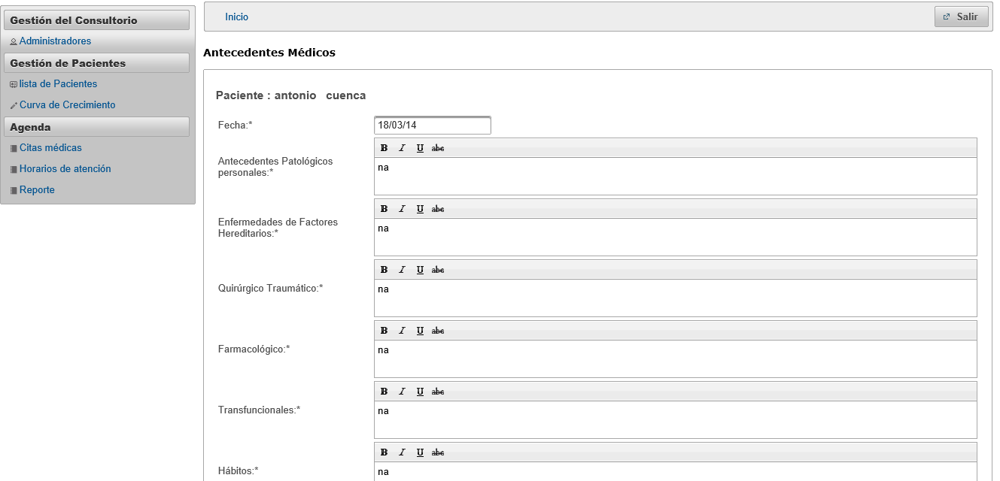 Gestión del Consultorio
Administradores
Gestión de Pacientes
lista de Pacientes
Curva de Crecimiento
Agenda
Citas médicas
Horarios de atención
Reporte
Inicio
Salir
Antecedentes Médicos
Paciente : antonio cuenca
Fecha:*
18/03/14
Antecedentes Patológicos
personales:*
B I U abc
na
Enfermedades de Factores
Hereditarios:*
B I U abc
na
Quirúrgico Traumático:*
B I U abc
na
Farmacológico:*
B I U abc
na
Transfuncionales:*
B I U abc
na
Hábitos:*
B I U abc
na